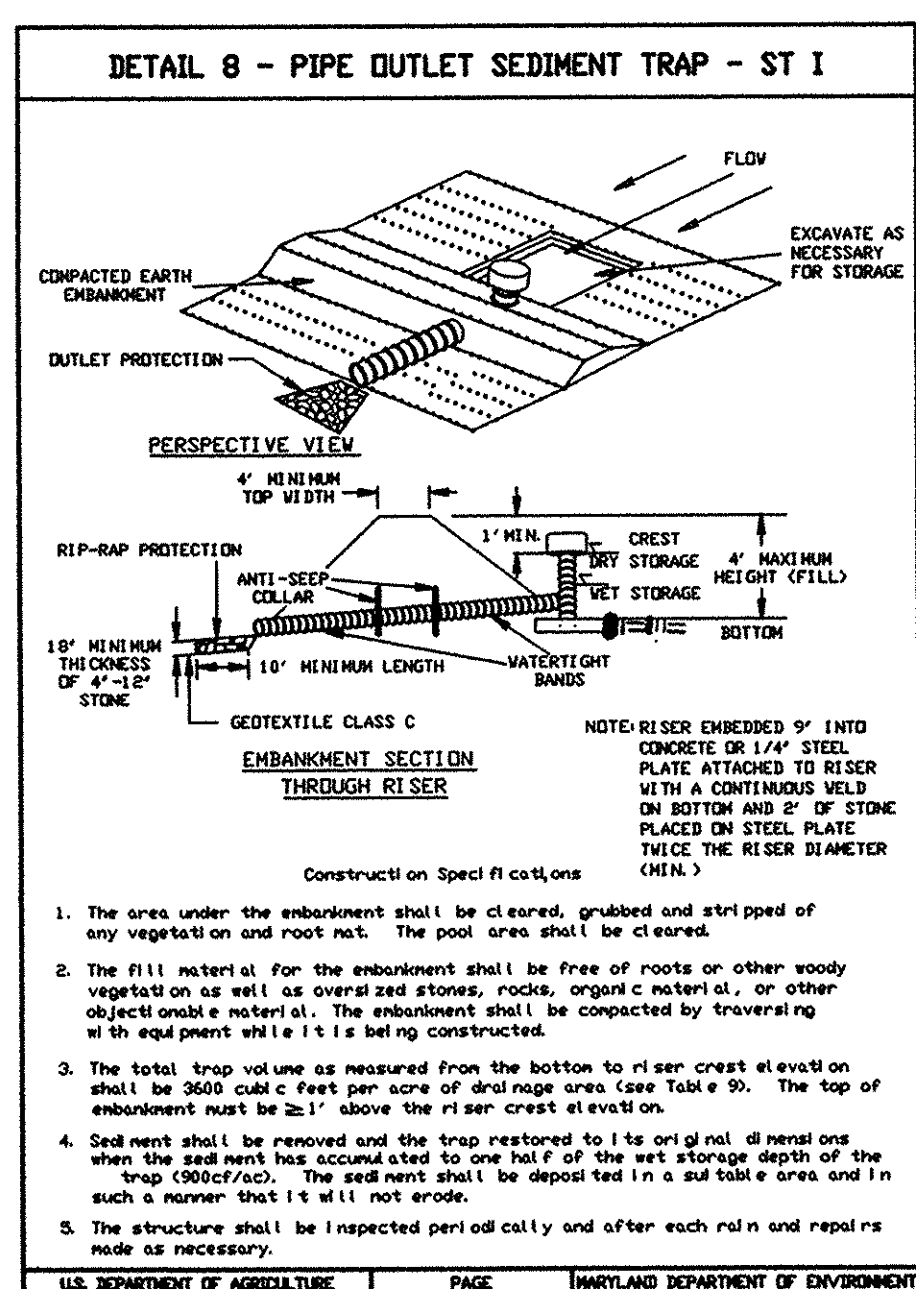 DETAIL 8 - PIPE OUTLET SEDIMENT TRAP - ST I
FLOW
EXCAVATE AS
NECESSARY
FOR STORAGE
COMPACTED EARTH
EMBANKMENT
OUTLET PROTECTION
PERSPECTIVE VIEW
4' MINIMUM
TOP WIDTH
1' MIN.
CREST
DRY STORAGE
WET STORAGE
4' MAXIMUM
HEIGHT (FILL)
BOTTOM
RIP-RAP PROTECTION
ANTI-SEEP
COLLAR
18' MINIMUM
THICKNESS
OF 4'-12'
STONE
10' MINIMUM LENGTH
WATERTIGHT
BANDS
GEOTEXTILE CLASS C
EMBANKMENT SECTION
THROUGH RISER
NOTE: RISER EMBEDDED 9' INTO
CONCRETE OR 1/4' STEEL
PLATE ATTACHED TO RISER
WITH A CONTINUOUS WELD
ON BOTTOM AND 2' OF STONE
PLACED ON STEEL PLATE
TWICE THE RISER DIAMETER
(MIN.)
Construction Specifications
1. The area under the embankment shall be cleared, grubbed and stripped of
any vegetation and root mat. The pool area shall be cleared.
2. The fill material for the embankment shall be free of roots or other woody
vegetation as well as oversized stones, rocks, organic material, or other
objectionable material. The embankment shall be compacted by traversing
with equipment while it is being constructed.
3. The total trap volume as measured from the bottom to riser crest elevation
shall be 3600 cubic feet per acre of drainage area (see Table 9). The top of
embankment must be ≥1' above the riser crest elevation.
4. Sediment shall be removed and the trap restored to its original dimensions
when the sediment has accumulated to one half of the wet storage depth of the
trap (900cf/ac). The sediment shall be deposited in a suitable area and in
such a manner that it will not erode.
5. The structure shall be inspected periodically and after each rain and repairs
made as necessary.
U.S. DEPARTMENT OF AGRICULTURE
PAGE
MARYLAND DEPARTMENT OF ENVIRONMENT